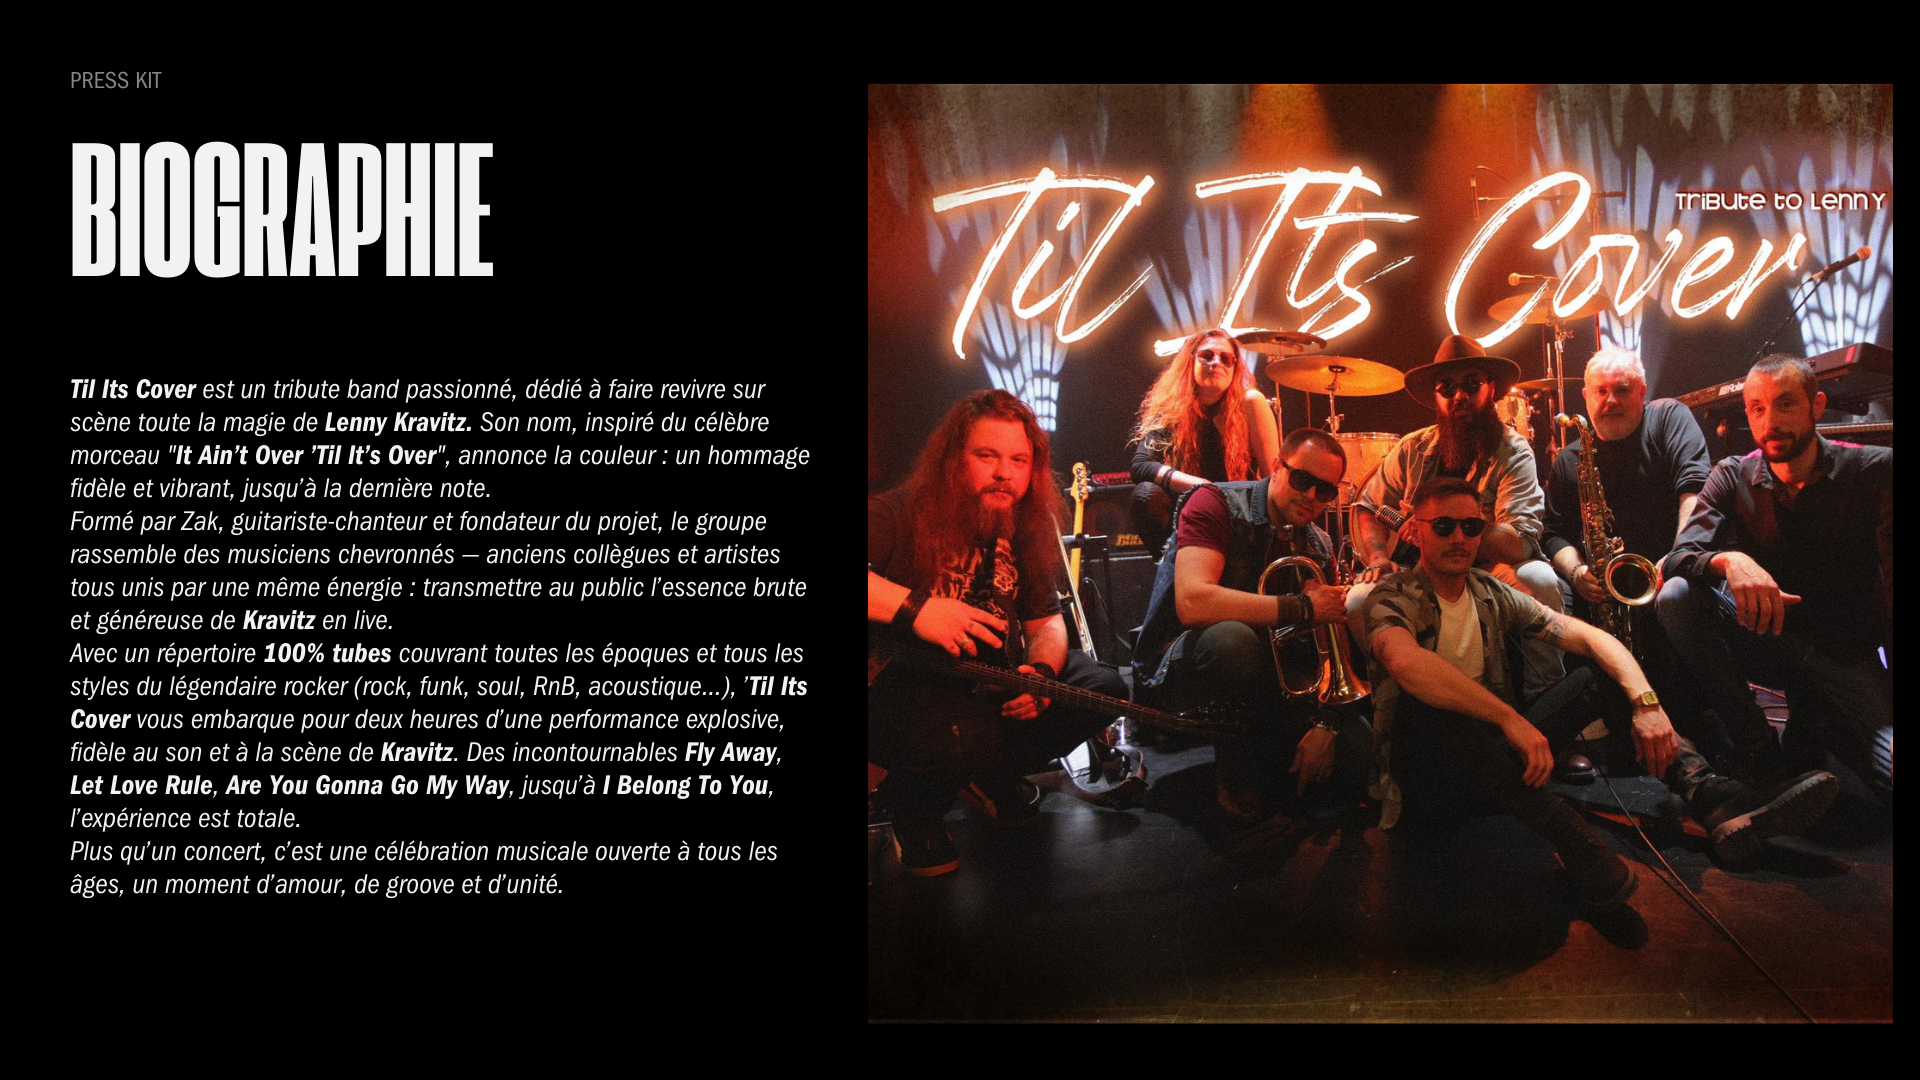 PRESS KIT
BIOGRAPHIE
Til Its Cover est un tribute band passionné, dédié à faire revivre sur
scène toute la magie de Lenny Kravitz. Son nom, inspiré du célèbre
morceau "It Ain’t Over ’Til It’s Over", annonce la couleur : un hommage
fidèle et vibrant, jusqu’à la dernière note.
Formé par Zak, guitariste-chanteur et fondateur du projet, le groupe
rassemble des musiciens chevronnés — anciens collègues et artistes
tous unis par une même énergie : transmettre au public l’essence brute
et généreuse de Kravitz en live.
Avec un répertoire 100% tubes couvrant toutes les époques et tous les
styles du légendaire rocker (rock, funk, soul, RnB, acoustique…), ’Til Its
Cover vous embarque pour deux heures d’une performance explosive,
fidèle au son et à la scène de Kravitz. Des incontournables Fly Away,
Let Love Rule, Are You Gonna Go My Way, jusqu’à I Belong To You,
l’expérience est totale.
Plus qu’un concert, c’est une célébration musicale ouverte à tous les
âges, un moment d’amour, de groove et d’unité.
Til Its Cover
TRIBUTE TO LENNY
Roland